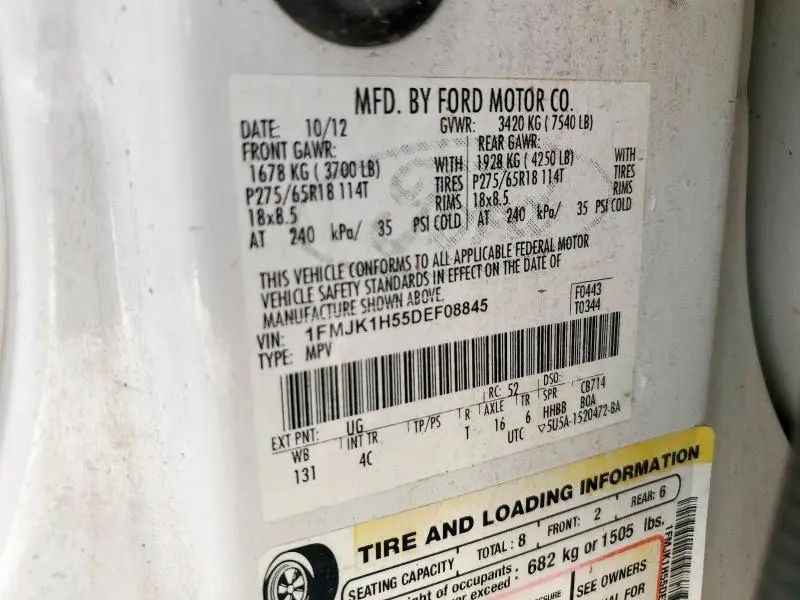 MFD. BY FORD MOTOR CO.
DATE: 10/12 GVWR: 3420 KG ( 7540 LB)
FRONT GAWR: REAR GAWR:
1678 KG ( 3700 LB) WITH 1928 KG ( 4250 LB) WITH
P275/65R18 114T TIRES P275/65R18 114T TIRES
18x8.5 RIMS 18x8.5 RIMS
AT 240 kPa/ 35 PSI COLD AT 240 kPa/ 35 PSI COLD
THIS VEHICLE CONFORMS TO ALL APPLICABLE FEDERAL MOTOR
VEHICLE SAFETY STANDARDS IN EFFECT ON THE DATE OF
MANUFACTURE SHOWN ABOVE.
VIN: 1FMJK1H55DEF08845 F0443
TYPE: MPV T0344
EXT PNT: UG RC: 52 DSO:
WB INT TR TP/PS R AXLE TR SPR CB714
131 4C T 16 6 HHBB BOA
UTC ▽5U5A-1520472-BA
TIRE AND LOADING INFORMATION
SEATING CAPACITY TOTAL: 8 FRONT: 2 REAR: 6
of occupants
exceed 682 kg or 1505 lbs.
SEE OWNERS
FOR
1FMJK1H55DE